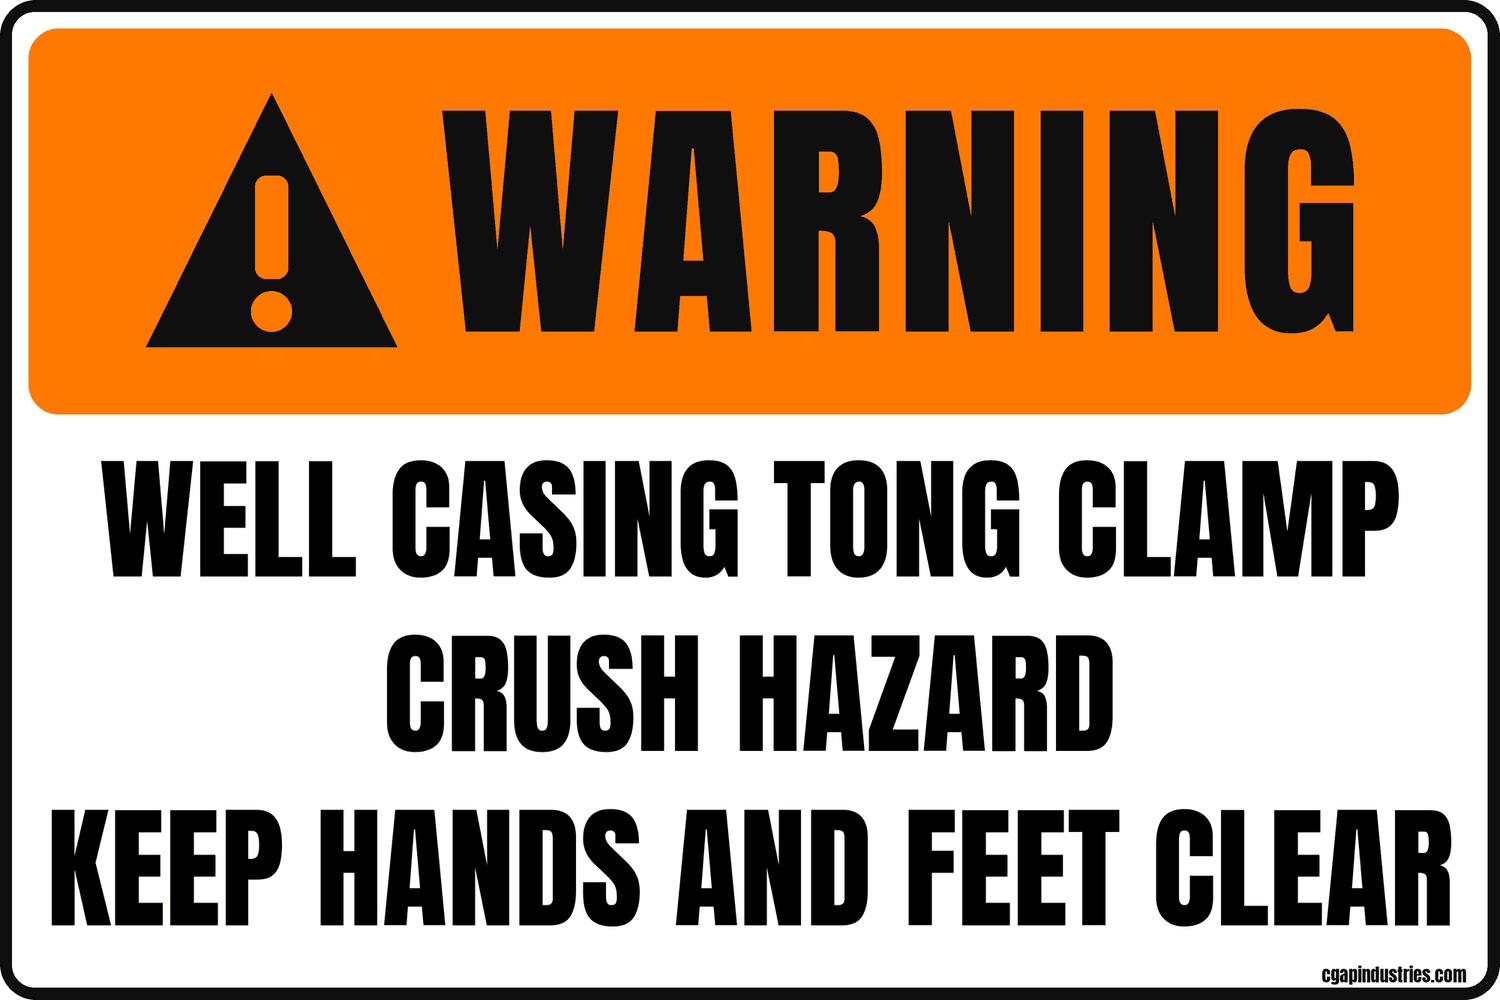 WARNING
WELL CASING TONG CLAMP
CRUSH HAZARD
KEEP HANDS AND FEET CLEAR
cgapindustries.com